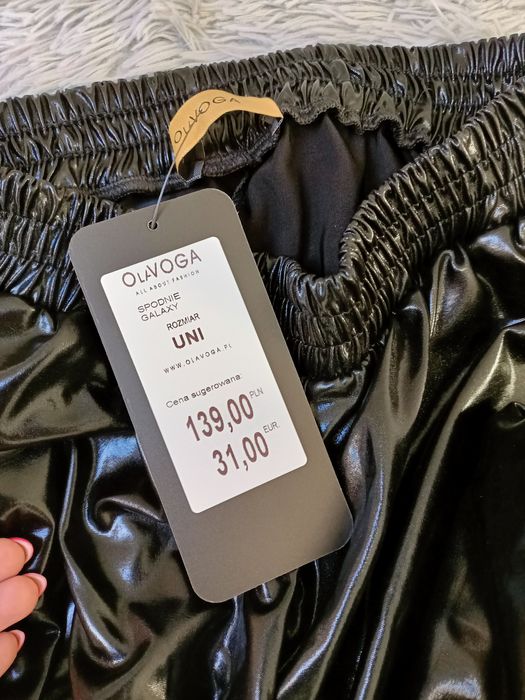 OLAVOGA
OLAVOGA
ALL ABOUT FASHION
SPODNIE
GALAXY
ROZMIAR
UNI
WWW.OLAVOGA.PL
Cena sugerowana:
139,00 PLN
31,00 EUR.